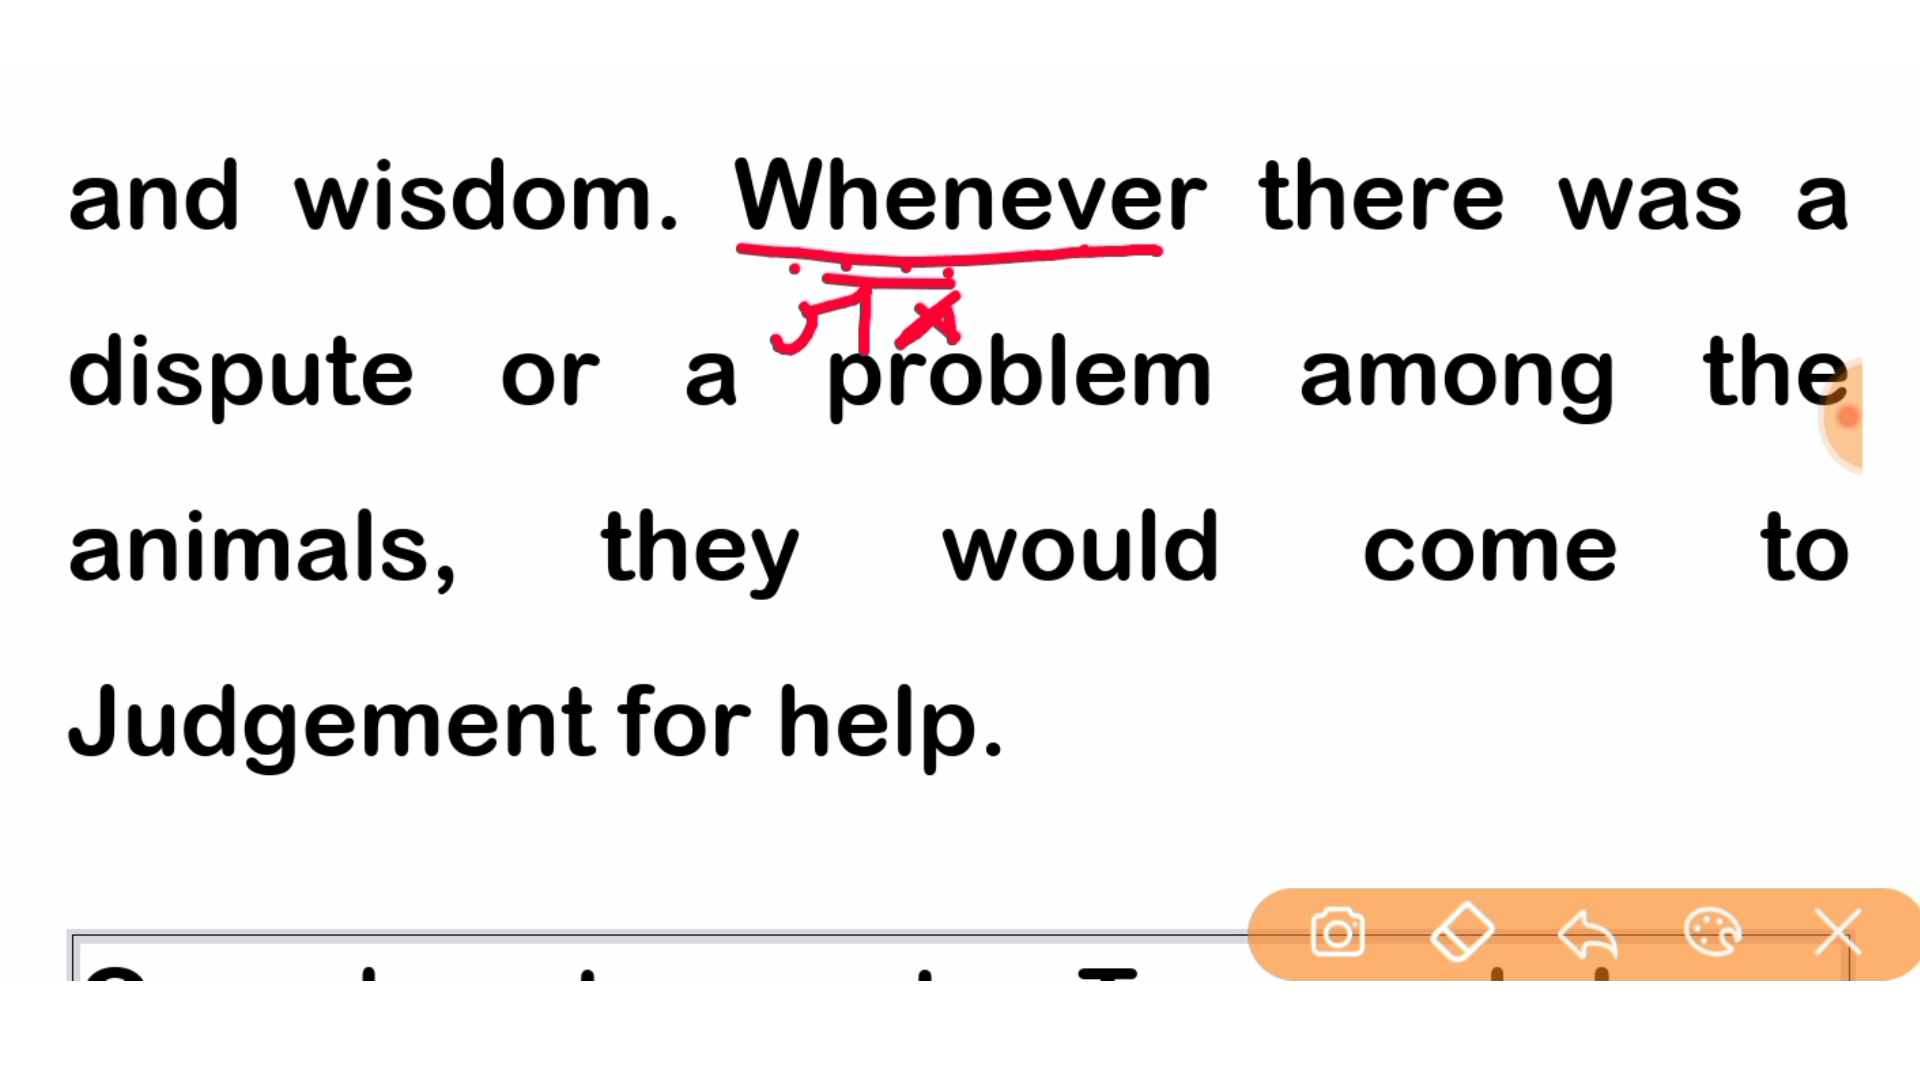 and wisdom. Whenever there was a
dispute or a problem among the
animals, they would come to
Judgement for help.